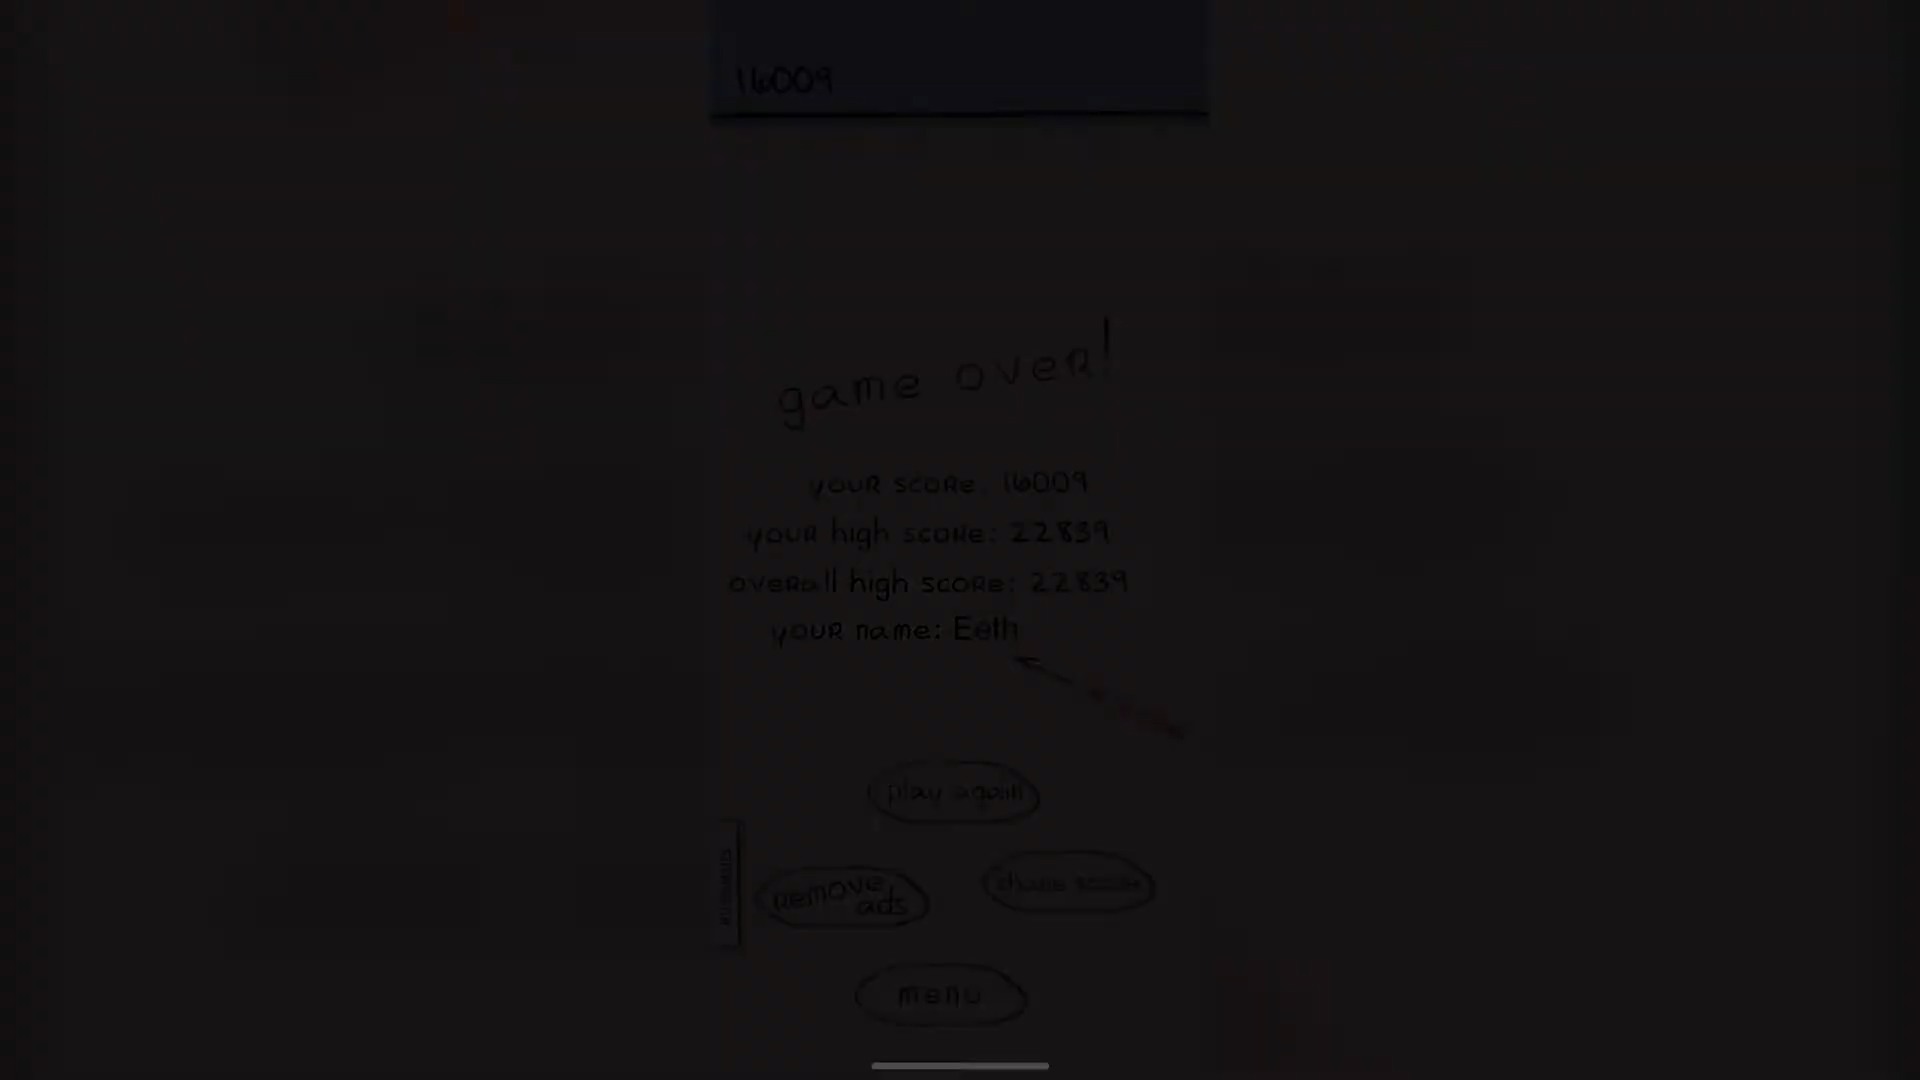 16009
game over!
your score: 16009
your high score: 22839
overall high score: 22839
your name: Eeth
play again
remove
ads
share score
menu